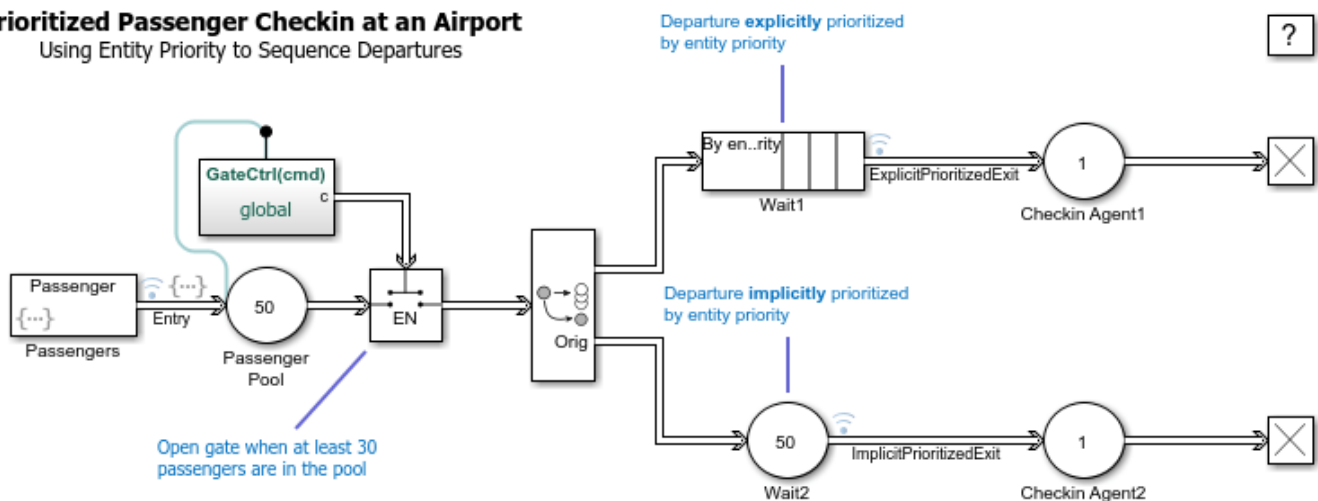 rioritized Passenger Checkin at an Airport
Using Entity Priority to Sequence Departures
Departure explicitly prioritized
by entity priority
?
GateCtrl(cmd)
c
global
By en..rity
Wait1
ExplicitPrioritizedExit
1
Checkin Agent1
Passenger
{...}
Passengers
{...}
Entry
50
Passenger
Pool
EN
Orig
Departure implicitly prioritized
by entity priority
Open gate when at least 30
passengers are in the pool
50
Wait2
ImplicitPrioritizedExit
1
Checkin Agent2